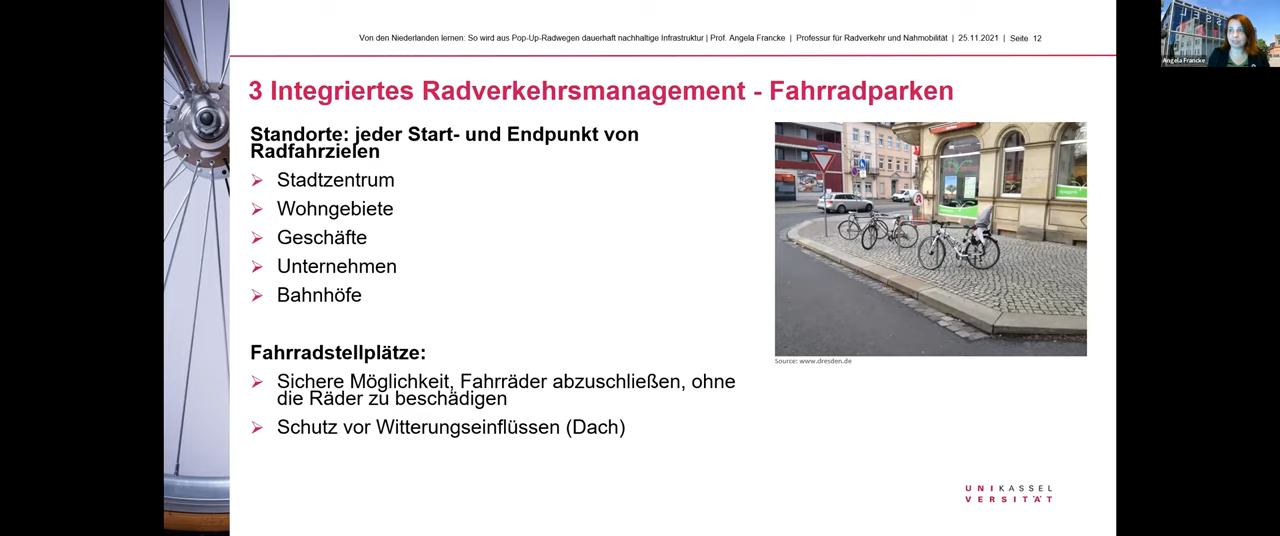 Von den Niederlanden lernen: So wird aus Pop-Up-Radwegen dauerhaft nachhaltige Infrastruktur | Prof. Angela Francke | Professur für Radverkehr und Nahmobilität | 25.11.2021 | Seite 12
Angela Francke
3 Integriertes Radverkehrsmanagement - Fahrradparken
Standorte: jeder Start- und Endpunkt von
Radfahrzielen
Stadtzentrum
Wohngebiete
Geschäfte
Unternehmen
Bahnhöfe
Source: www.dresden.de
Fahrradstellplätze:
Sichere Möglichkeit, Fahrräder abzuschließen, ohne
die Räder zu beschädigen
Schutz vor Witterungseinflüssen (Dach)
UNIKASSEL
VERSITÄT